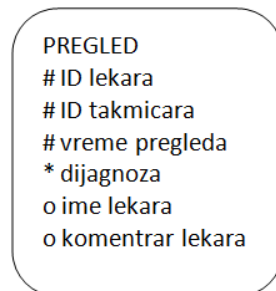 PREGLED
# ID lekara
# ID takmicara
# vreme pregleda
* dijagnoza
o ime lekara
o komentrar lekara